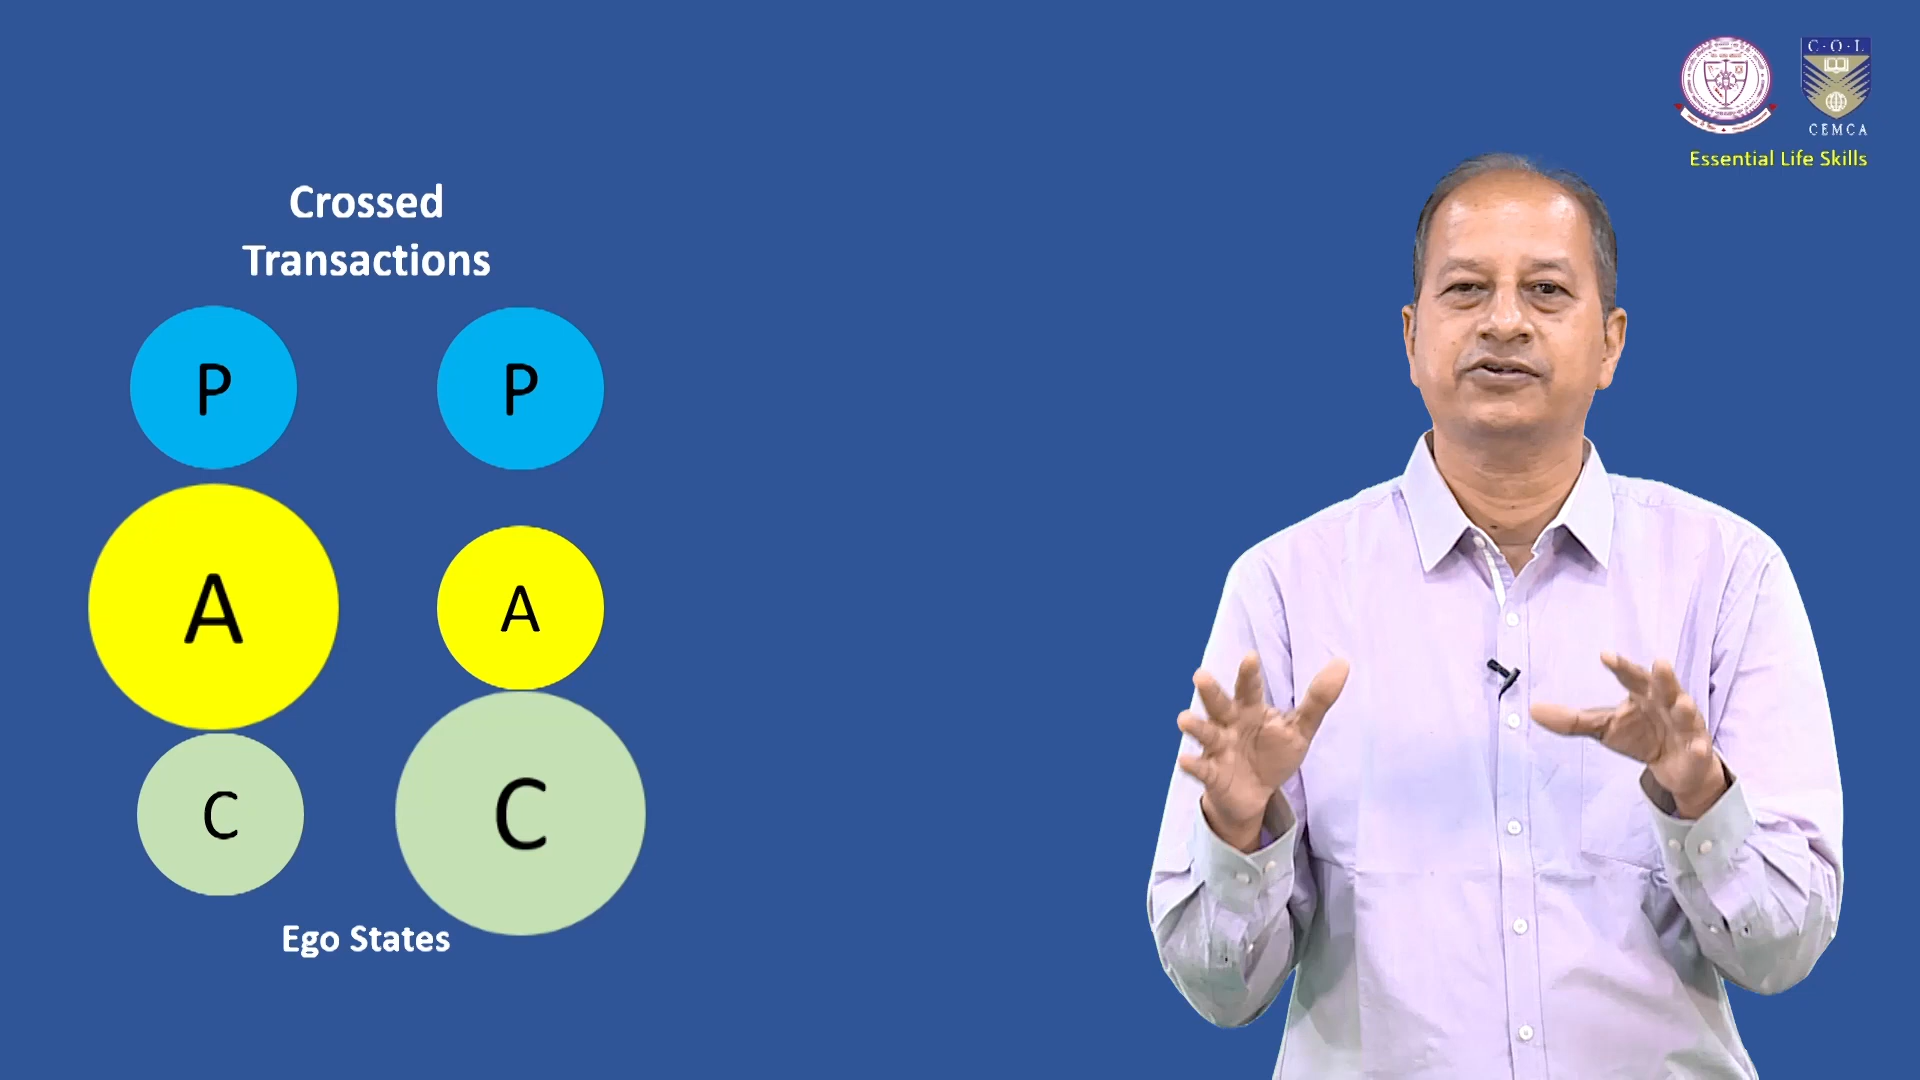 C·O·L
CEMCA
Essential Life Skills
Crossed
Transactions
P
P
A
A
C
C
Ego States